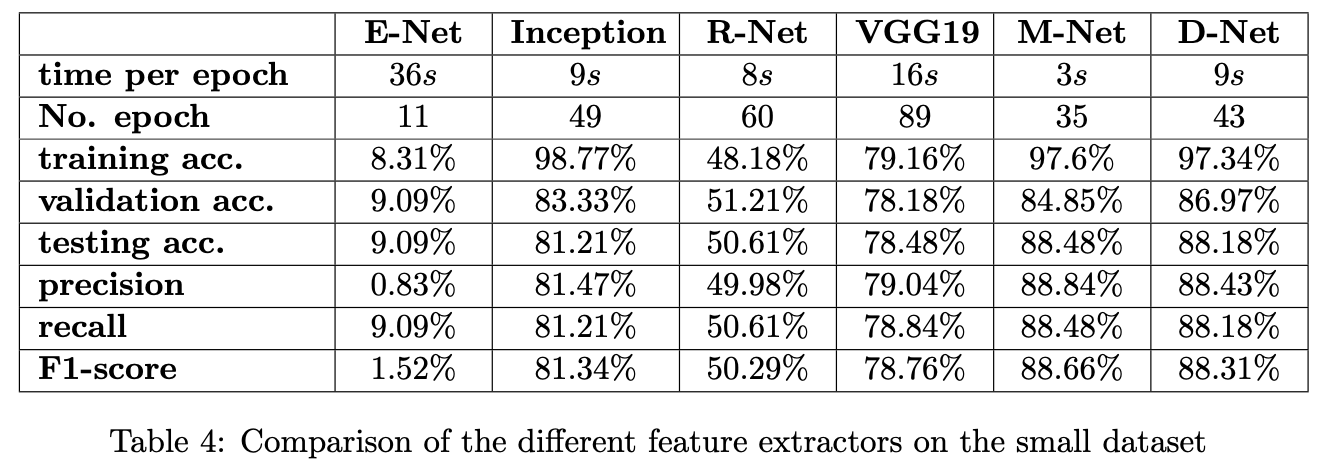 E-Net Inception R-Net VGG19 M-Net D-Net
time per epoch 36s 9s 8s 16s 3s 9s
No. epoch 11 49 60 89 35 43
training acc. 8.31% 98.77% 48.18% 79.16% 97.6% 97.34%
validation acc. 9.09% 83.33% 51.21% 78.18% 84.85% 86.97%
testing acc. 9.09% 81.21% 50.61% 78.48% 88.48% 88.18%
precision 0.83% 81.47% 49.98% 79.04% 88.84% 88.43%
recall 9.09% 81.21% 50.61% 78.84% 88.48% 88.18%
F1-score 1.52% 81.34% 50.29% 78.76% 88.66% 88.31%
Table 4: Comparison of the different feature extractors on the small dataset